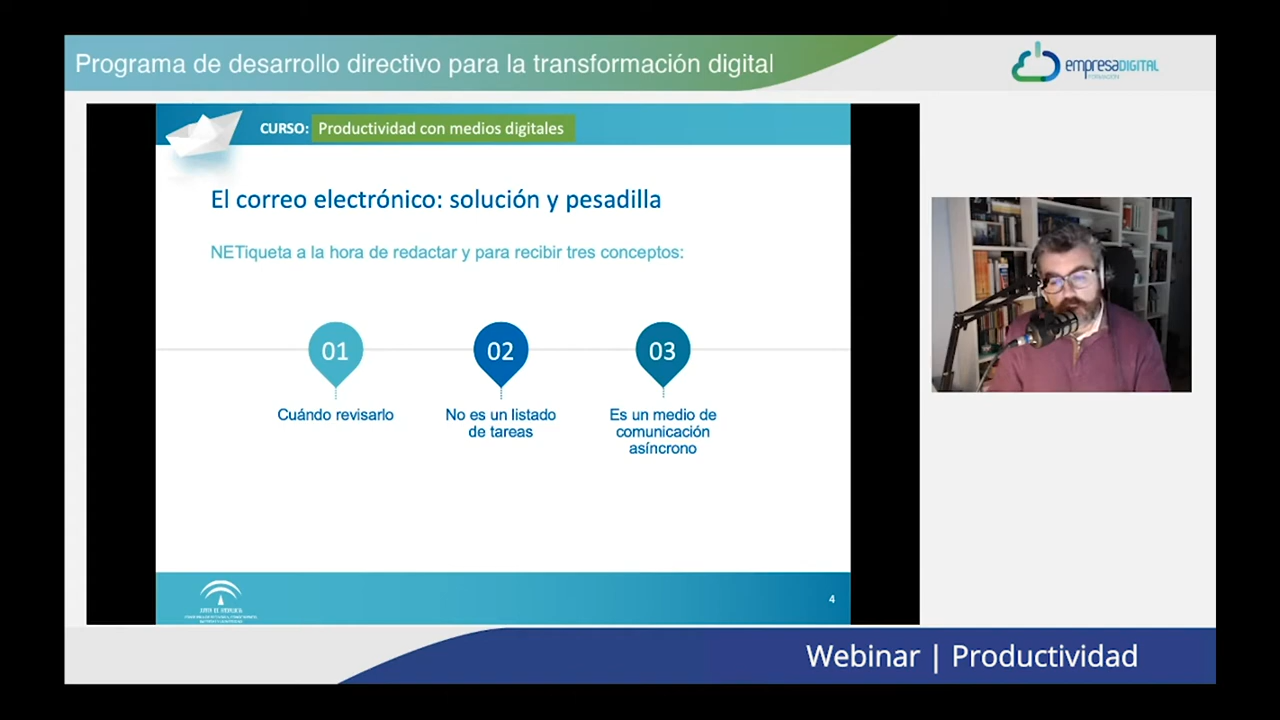 Programa de desarrollo directivo para la transformación digital
empresaDIGITAL
FORMACIÓN
CURSO: Productividad con medios digitales
El correo electrónico: solución y pesadilla
NETiqueta a la hora de redactar y para recibir tres conceptos:
01
02
03
Cuándo revisarlo
No es un listado
de tareas
Es un medio de
comunicación
asíncrono
4
Webinar | Productividad